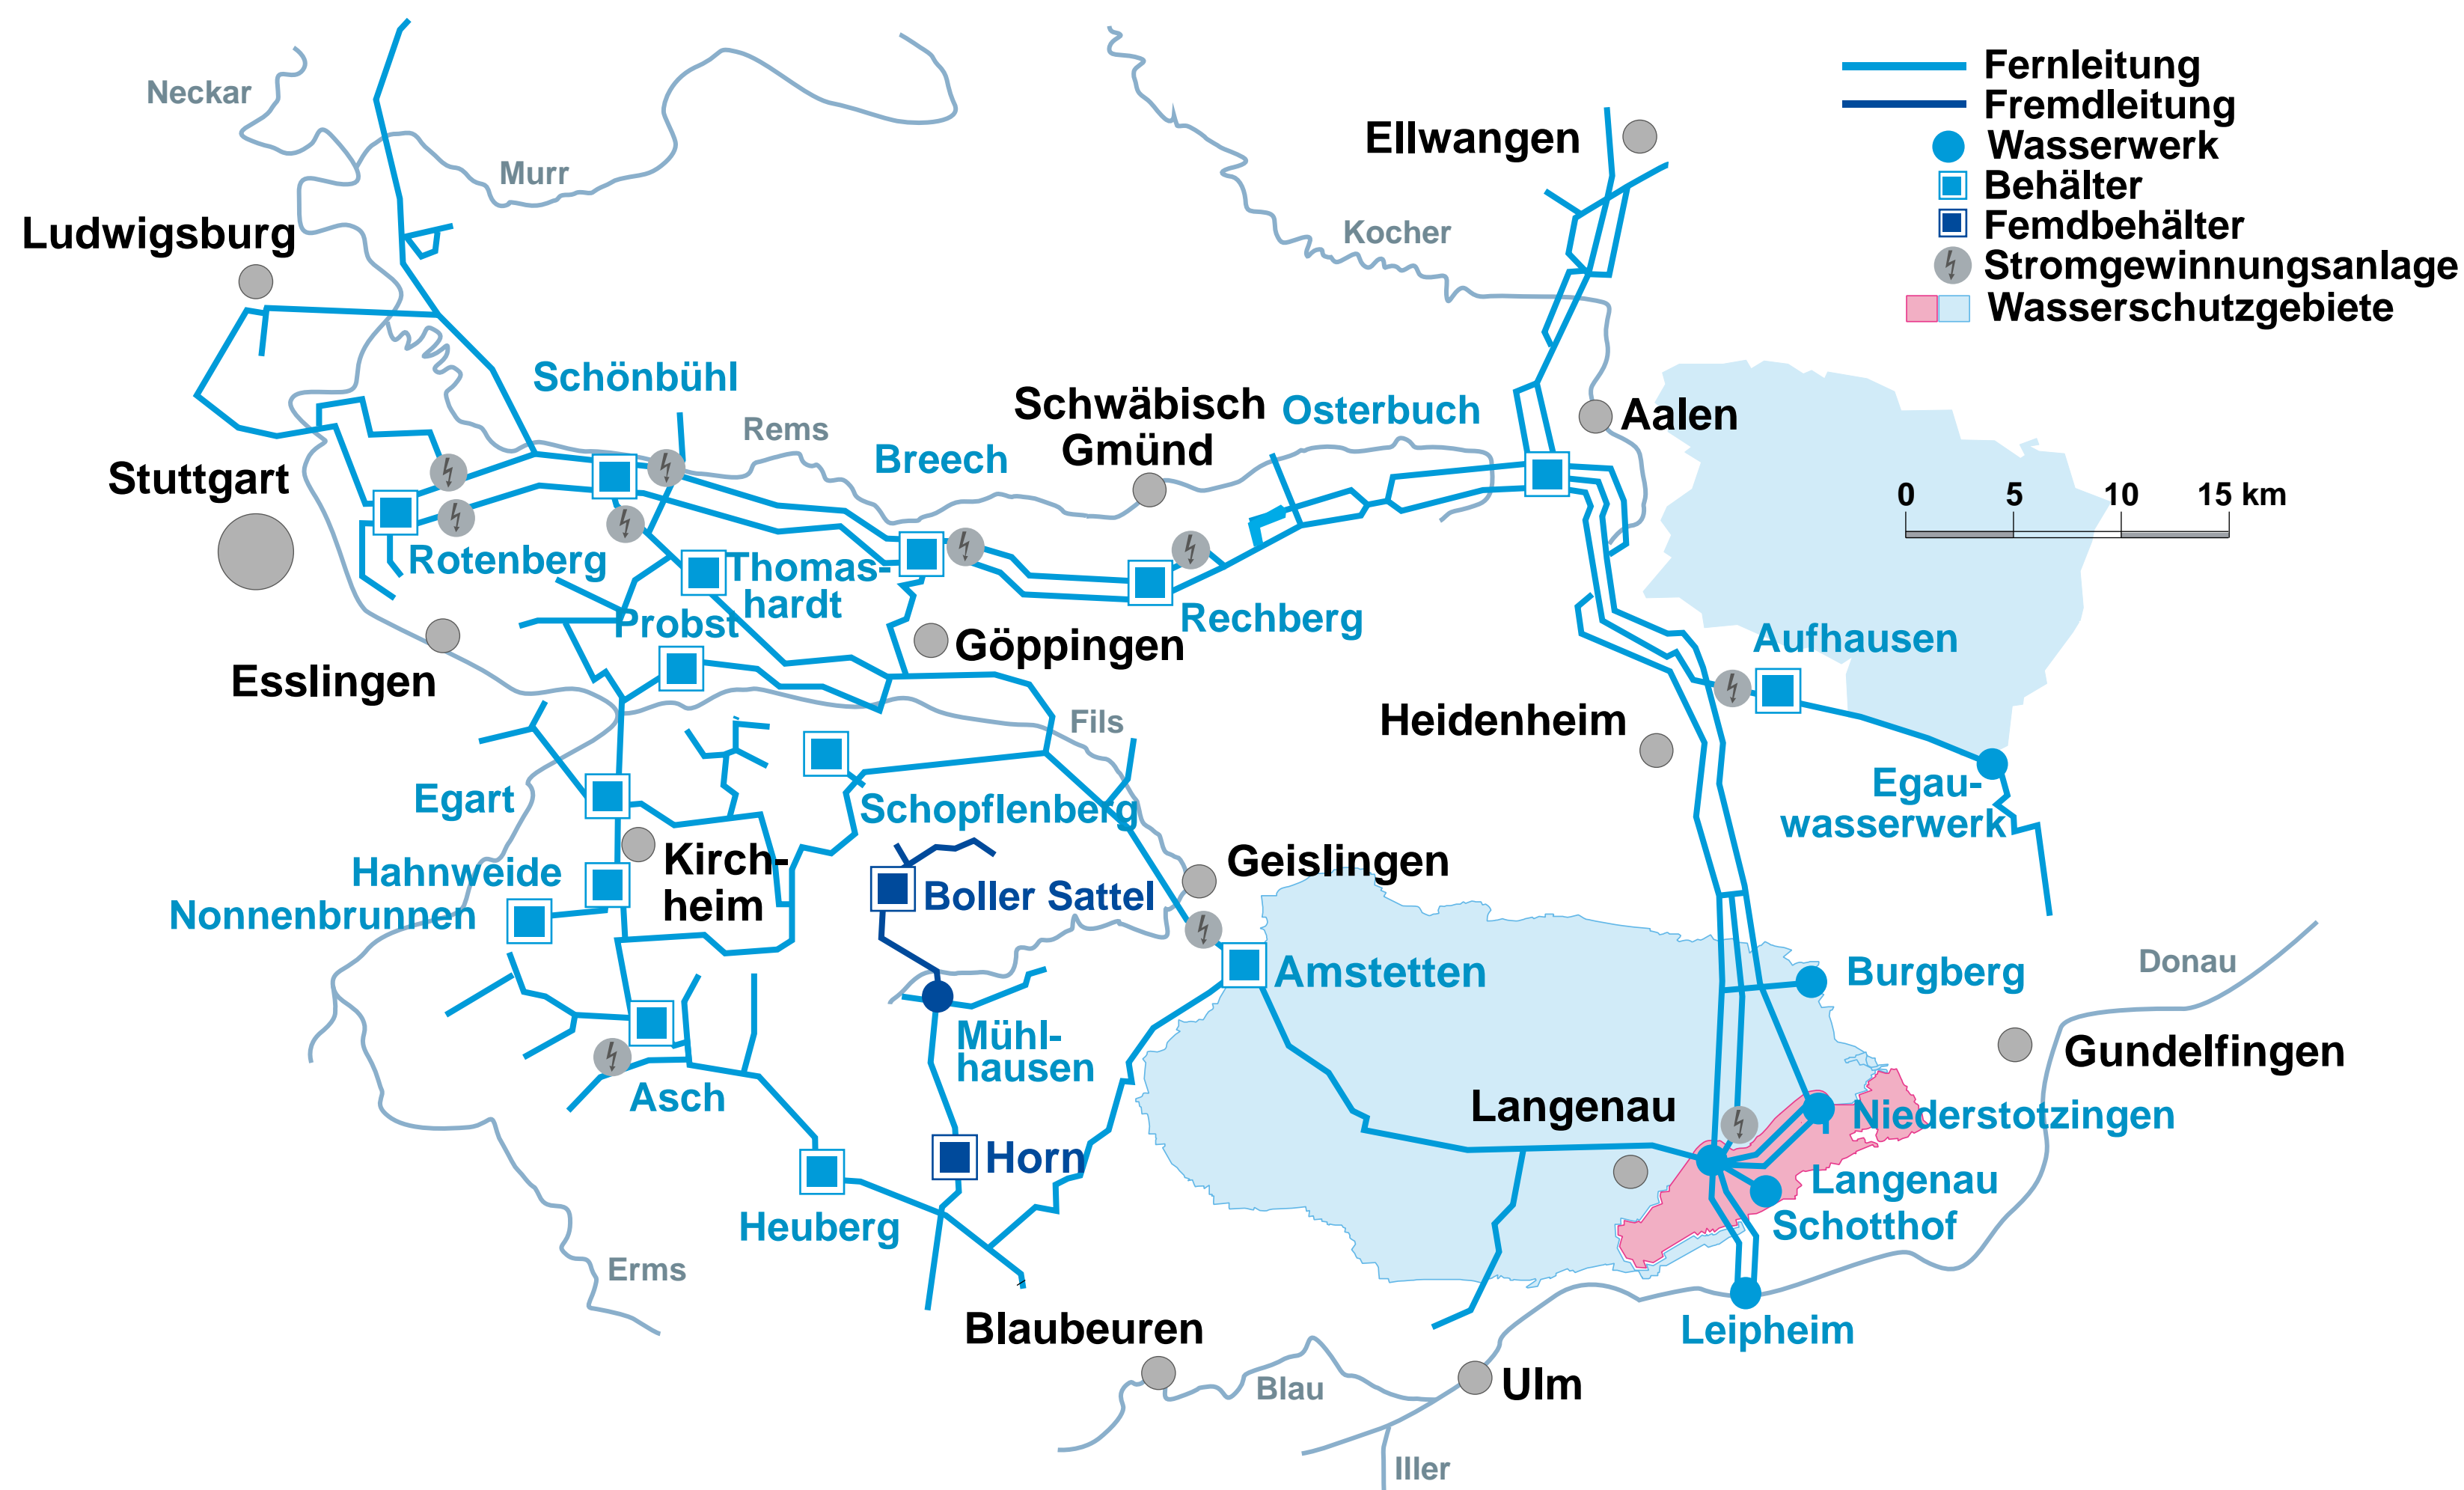 Fernleitung
Fremdleitung
Wasserwerk
Behälter
Femdbehälter
Stromgewinnungsanlage
Wasserschutzgebiete
Neckar
Murr
Ellwangen
Kocher
Ludwigsburg
Schönbühl
Schwäbisch
Gmünd
Osterbuch
Aalen
Rems
Breech
Stuttgart
0 5 10 15 km
Rotenberg
Thomas-
hardt
Probst
Rechberg
Göppingen
Aufhausen
Esslingen
Fils
Heidenheim
Egart
Schopflenberg
Egau-
wasserwerk
Kirch-
heim
Geislingen
Hahnweide
Nonnenbrunnen
Boller Sattel
Amstetten
Burgberg
Donau
Mühl-
hausen
Gundelfingen
Asch
Langenau
Niederstotzingen
Horn
Langenau
Schotthof
Heuberg
Erms
Blaubeuren
Leipheim
Blau
Ulm
Iller